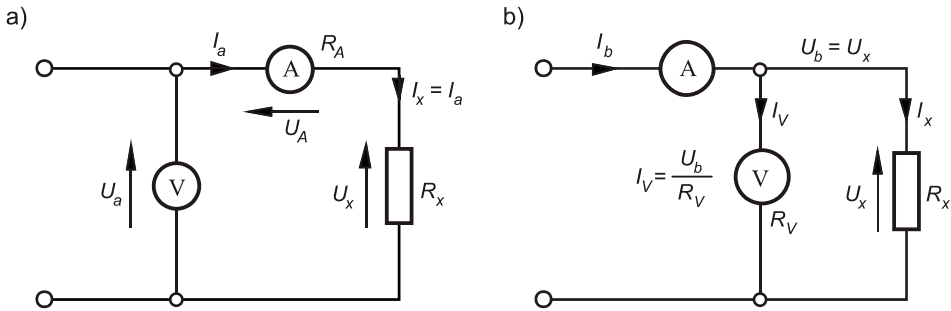 a)
I_a
A
R_A
I_x = I_a
U_A
U_a
V
U_x
R_x
b)
I_b
A
U_b = U_x
I_V
I_x
I_V = U_b / R_V
V
R_V
U_x
R_x